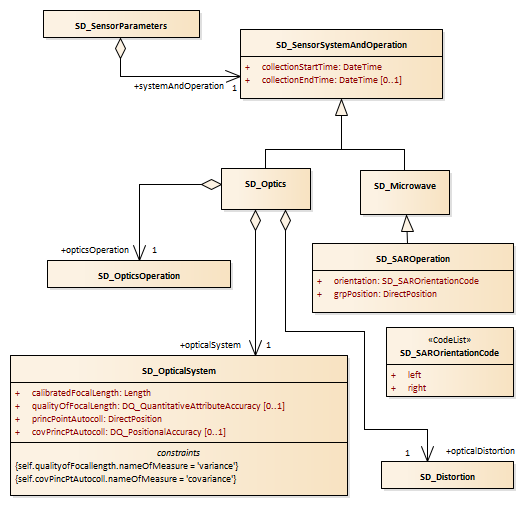 SD_SensorParameters
SD_SensorSystemAndOperation
+ collectionStartTime: DateTime
+ collectionEndTime: DateTime [0..1]
+systemAndOperation
1
SD_Optics
SD_Microwave
+opticsOperation
1
SD_OpticsOperation
SD_SAROperation
+ orientation: SD_SAROrientationCode
+ grpPosition: DirectPosition
«CodeList»
SD_SAROrientationCode
+ left
+ right
+opticalSystem
1
SD_OpticalSystem
+ calibratedFocalLength: Length
+ qualityOfFocalLength: DQ_QuantitativeAttributeAccuracy [0..1]
+ princPointAutocoll: DirectPosition
+ covPrincPtAutocoll: DQ_PositionalAccuracy [0..1]
constraints
{self.qualityofFocallength.nameOfMeasure = 'variance'}
{self.covPincPtAutocoll.nameOfMeasure = 'covariance'}
1
+opticalDistortion
SD_Distortion